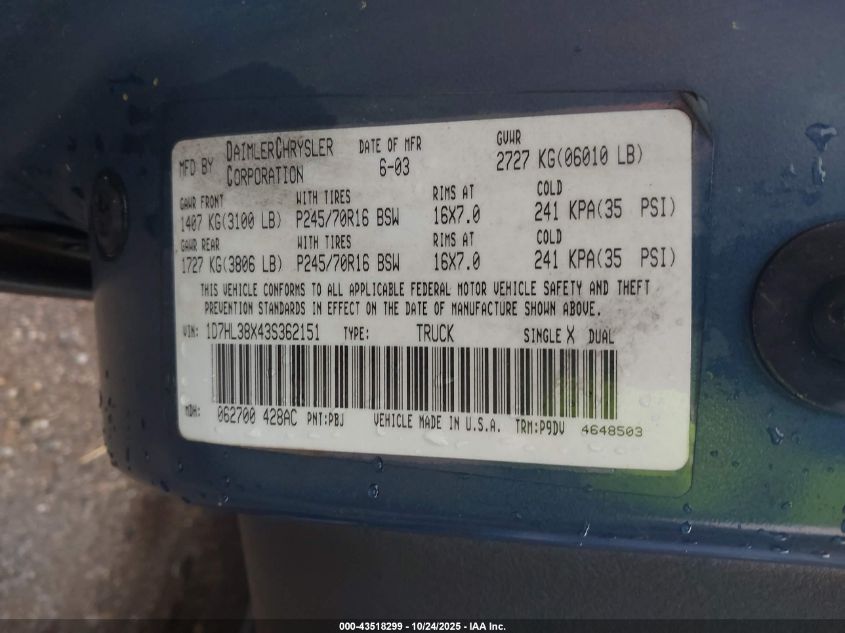 MFD BY DAIMLERCHRYSLER CORPORATION DATE OF MFR 6-03 GVWR 2727 KG(06010 LB)
GAWR FRONT WITH TIRES RIMS AT COLD
1407 KG(3100 LB) P245/70R16 BSW 16X7.0 241 KPA(35 PSI)
GAWR REAR WITH TIRES RIMS AT COLD
1727 KG(3806 LB) P245/70R16 BSW 16X7.0 241 KPA(35 PSI)
THIS VEHICLE CONFORMS TO ALL APPLICABLE FEDERAL MOTOR VEHICLE SAFETY AND THEFT
PREVENTION STANDARDS IN EFFECT ON THE DATE OF MANUFACTURE SHOWN ABOVE.
VIN: 1D7HL38X43S362151 TYPE: TRUCK SINGLE X DUAL
MDH: 062700 428AC PNT:PBJ VEHICLE MADE IN U.S.A. TRM:P9DV 4648503
000-43518299 - 10/24/2025 - IAA Inc.